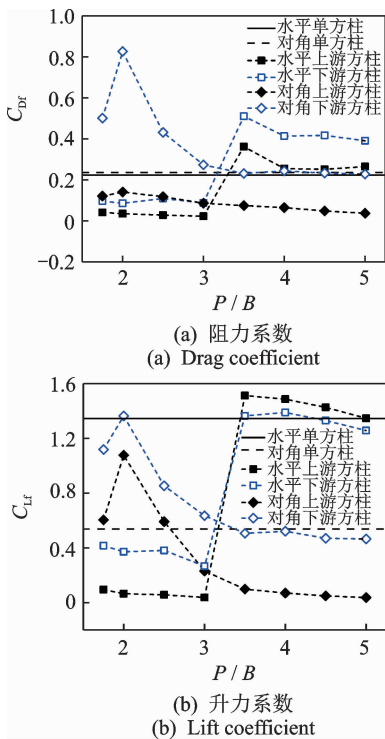 1.0
0.8
0.6
0.4
0.2
0
−0.2
C_Df
水平单方柱
对角单方柱
水平上游方柱
水平下游方柱
对角上游方柱
对角下游方柱
2 3 4 5
P / B
(a) 阻力系数
(a) Drag coefficient
1.6
1.2
0.8
0.4
0
C_Lf
水平单方柱
对角单方柱
水平上游方柱
水平下游方柱
对角上游方柱
对角下游方柱
2 3 4 5
P / B
(b) 升力系数
(b) Lift coefficient